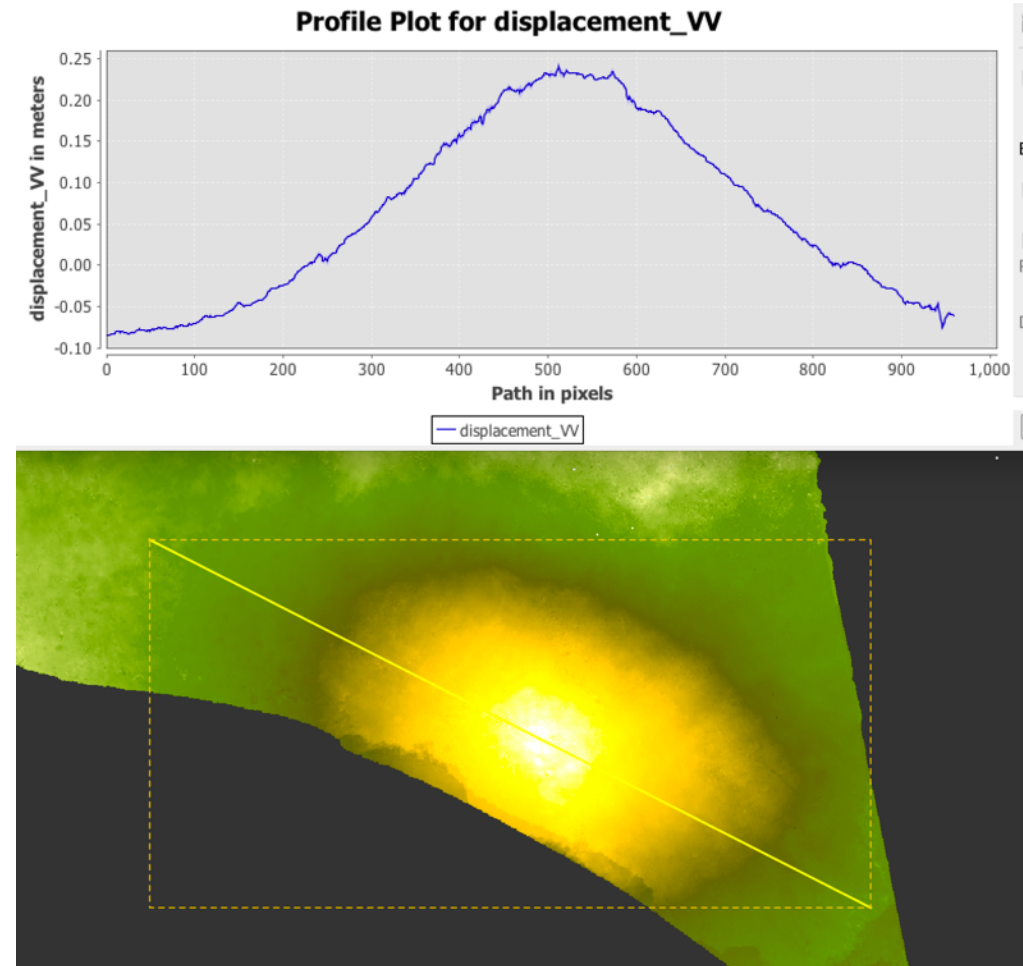 Profile Plot for displacement_VV
displacement_VV in meters
0.25
0.20
0.15
0.10
0.05
0.00
-0.05
-0.10
0 100 200 300 400 500 600 700 800 900 1,000
Path in pixels
displacement_VV